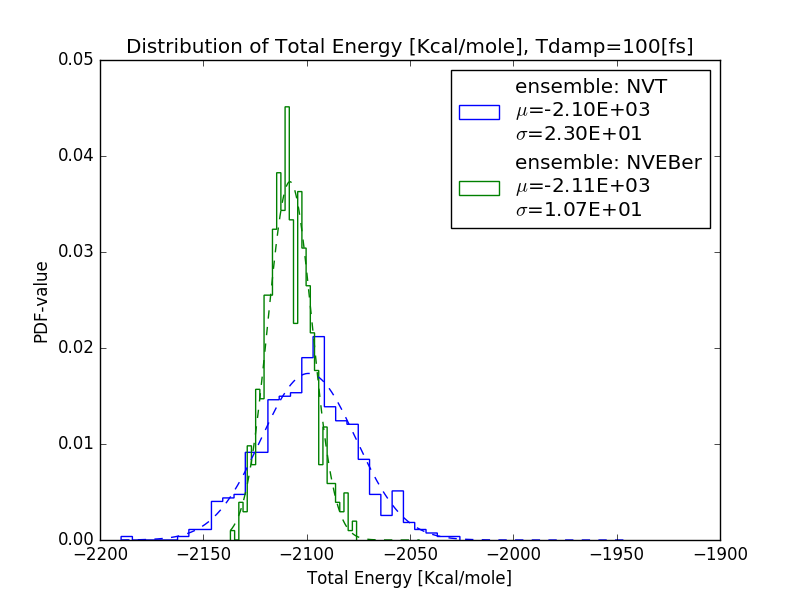 Distribution of Total Energy [Kcal/mole], Tdamp=100[fs]
ensemble: NVT
μ=-2.10E+03
σ=2.30E+01
ensemble: NVEBer
μ=-2.11E+03
σ=1.07E+01
0.05
0.04
0.03
0.02
0.01
0.00
PDF-value
−2200 −2150 −2100 −2050 −2000 −1950 −1900
Total Energy [Kcal/mole]